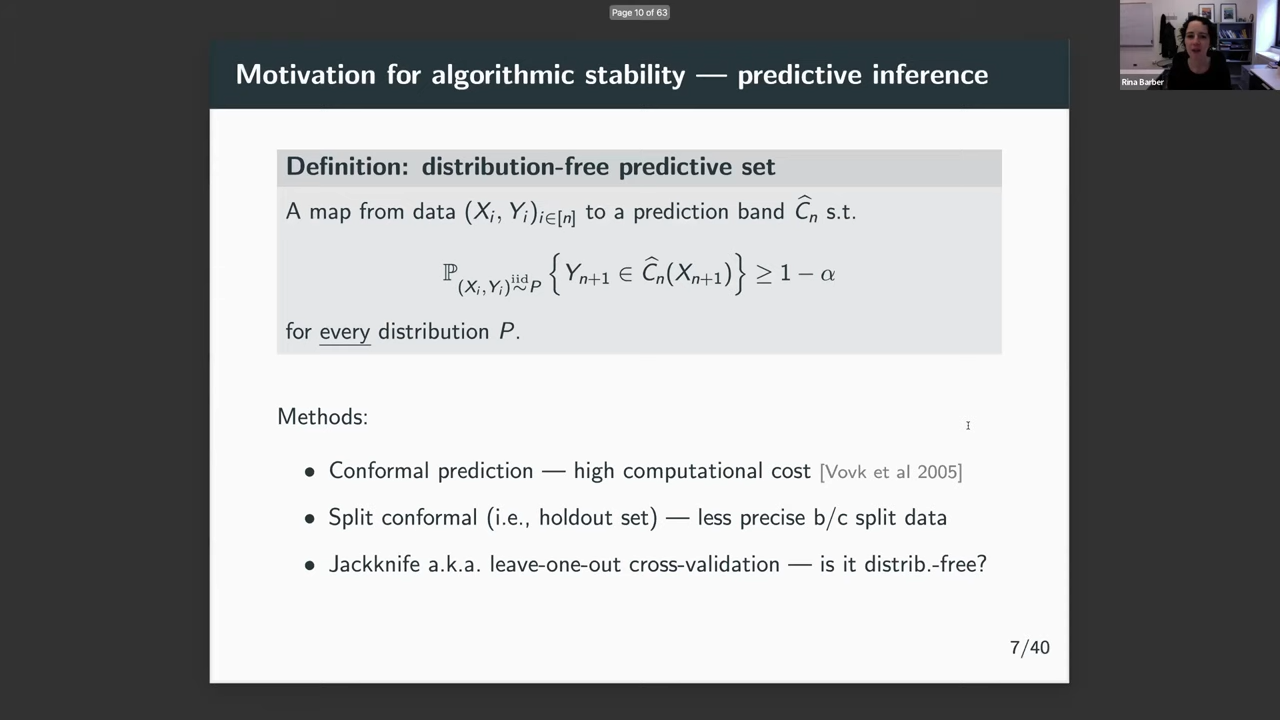 Page 10 of 63
Rina Barber
Motivation for algorithmic stability — predictive inference
Definition: distribution-free predictive set
A map from data (X_i, Y_i)_{i∈[n]} to a prediction band Ĉ_n s.t.
ℙ_{(X_i,Y_i) iid∼ P} { Y_{n+1} ∈ Ĉ_n(X_{n+1}) } ≥ 1 − α
for every distribution P.
Methods:
• Conformal prediction — high computational cost [Vovk et al 2005]
• Split conformal (i.e., holdout set) — less precise b/c split data
• Jackknife a.k.a. leave-one-out cross-validation — is it distrib.-free?
7/40